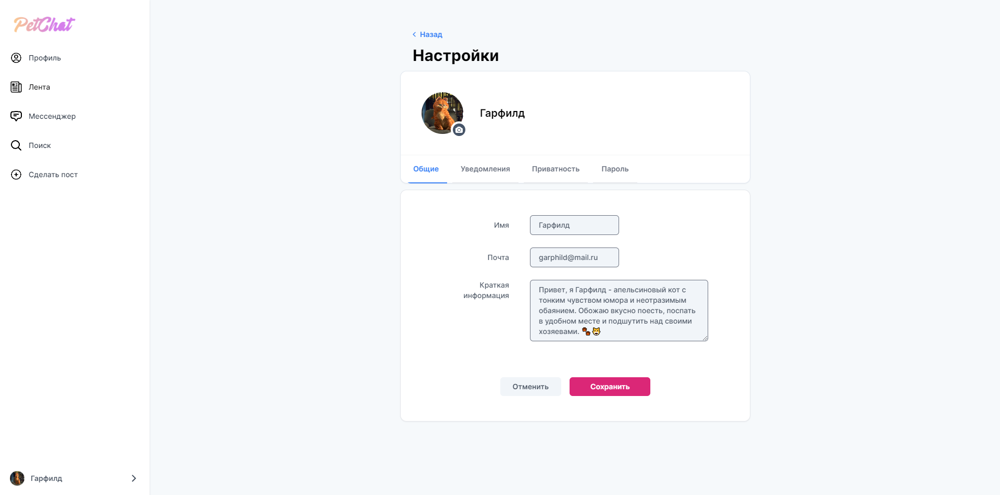 PetChat
Профиль
Лента
Мессенджер
Поиск
Сделать пост
Гарфилд
Назад
Настройки
Гарфилд
Общие Уведомления Приватность Пароль
Имя Гарфилд
Почта garphild@mail.ru
Краткая
информация
Привет, я Гарфилд - апельсиновый кот с
тонким чувством юмора и неотразимым
обаянием. Обожаю вкусно поесть, поспать
в удобном месте и подшутить над своими
хозяевами. 🐾😺
Отменить Сохранить